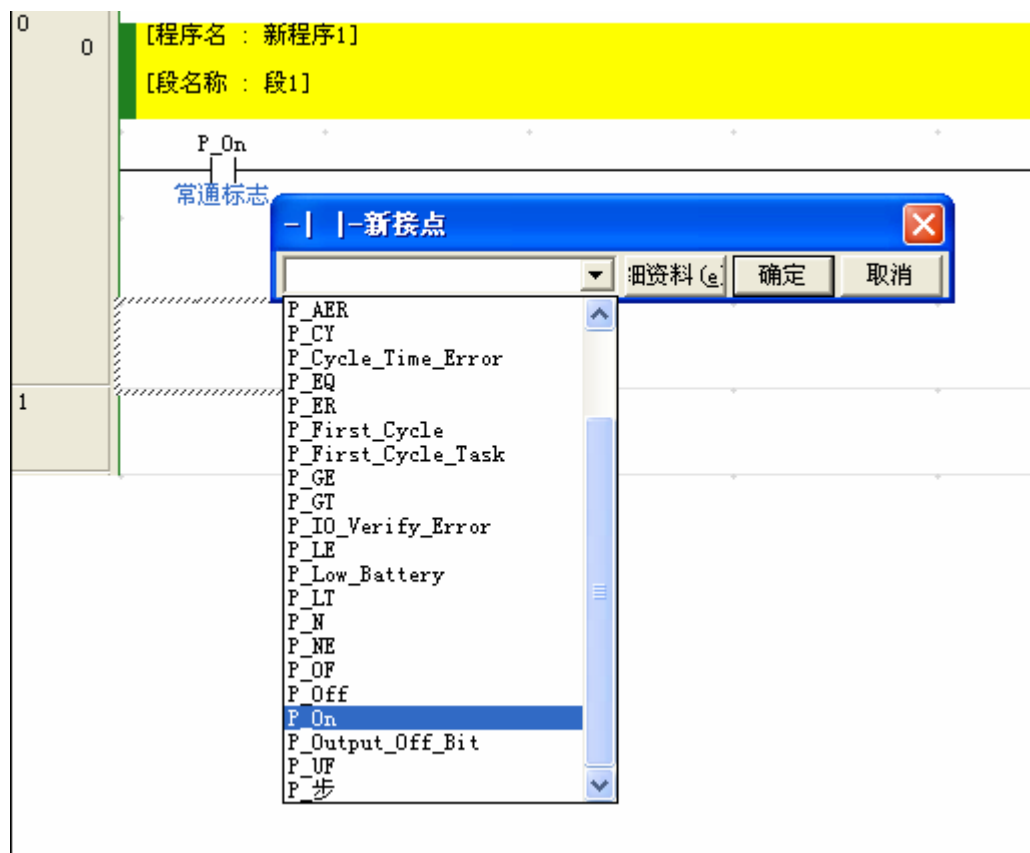 0
0
[程序名 : 新程序1]
[段名称 : 段1]
P_On
常通标志
-| |-新接点
细资料(e)
确定
取消
P_AER
P_CY
P_Cycle_Time_Error
P_EQ
P_ER
P_First_Cycle
P_First_Cycle_Task
P_GE
P_GT
P_IO_Verify_Error
P_LE
P_Low_Battery
P_LT
P_N
P_NE
P_OF
P_Off
P_On
P_Output_Off_Bit
P_UF
P_步
1